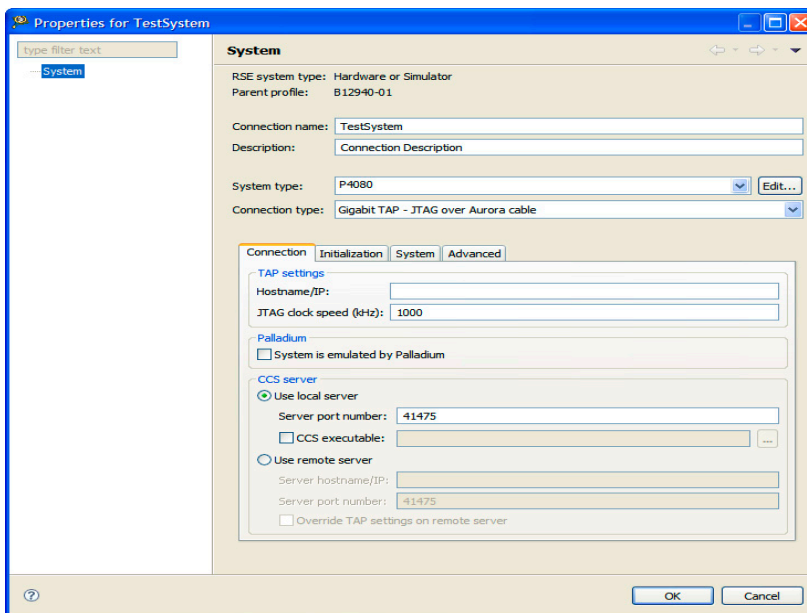 Properties for TestSystem
type filter text
System
System
RSE system type: Hardware or Simulator
Parent profile: B12940-01
Connection name: TestSystem
Description: Connection Description
System type: P4080 Edit...
Connection type: Gigabit TAP - JTAG over Aurora cable
Connection Initialization System Advanced
TAP settings
Hostname/IP:
JTAG clock speed (kHz): 1000
Palladium
System is emulated by Palladium
CCS server
Use local server
Server port number: 41475
CCS executable: ...
Use remote server
Server hostname/IP:
Server port number: 41475
Override TAP settings on remote server
? OK Cancel